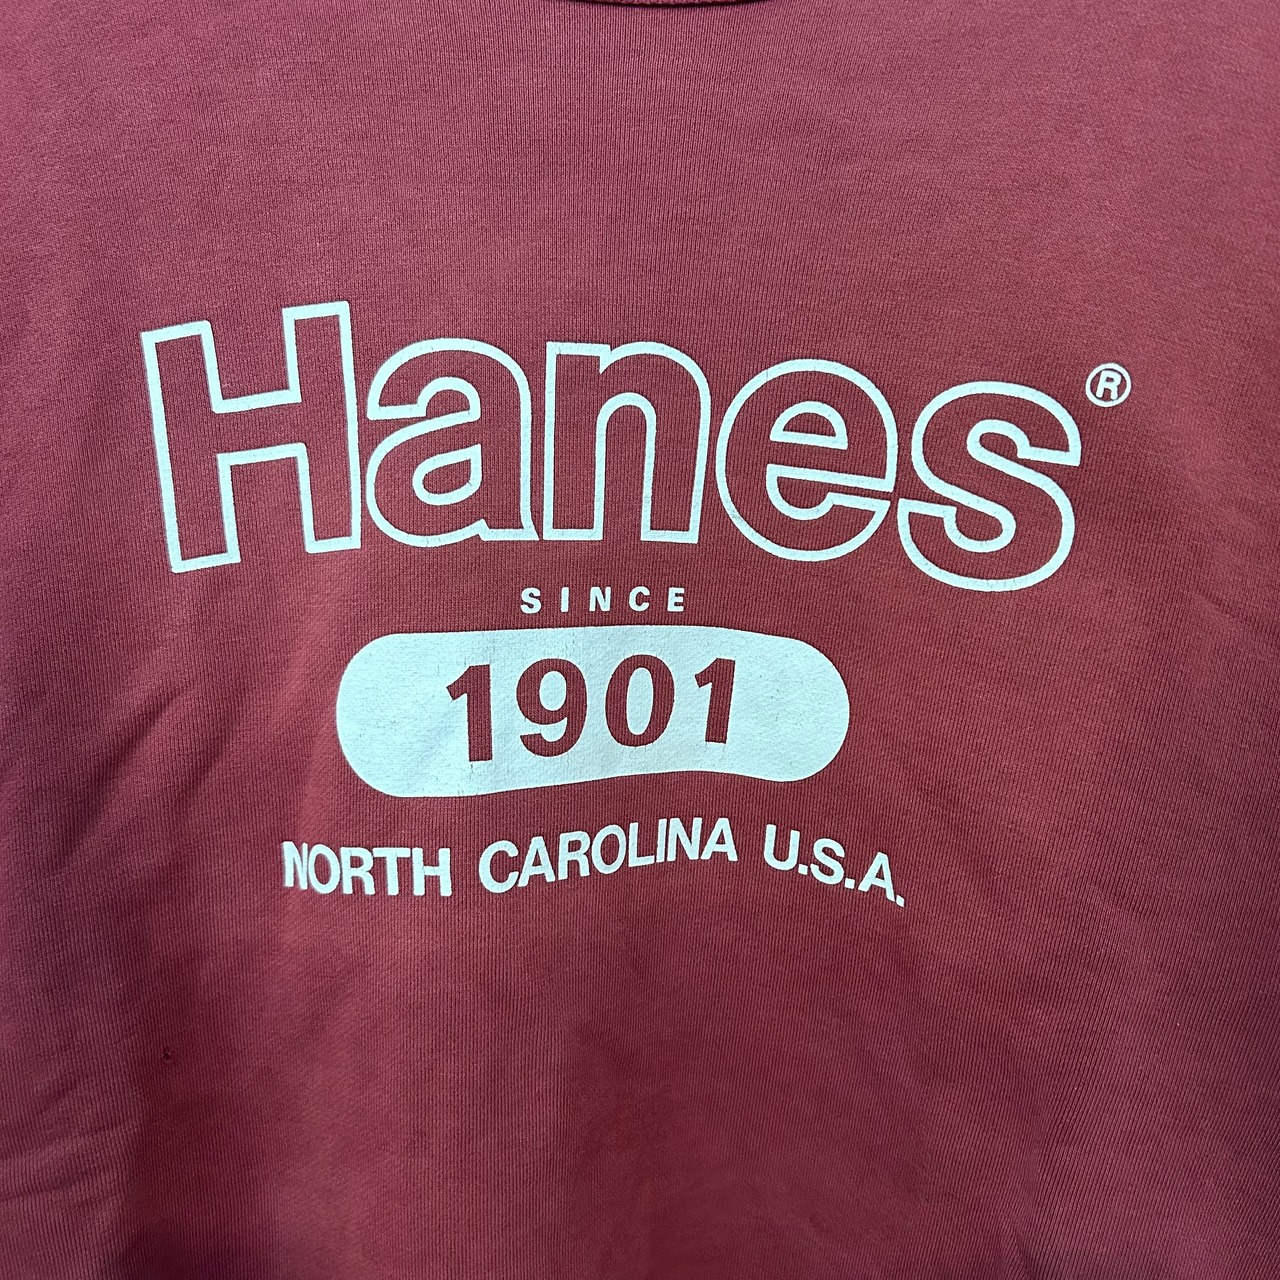 Hanes®
SINCE
1901
NORTH CAROLINA U.S.A.